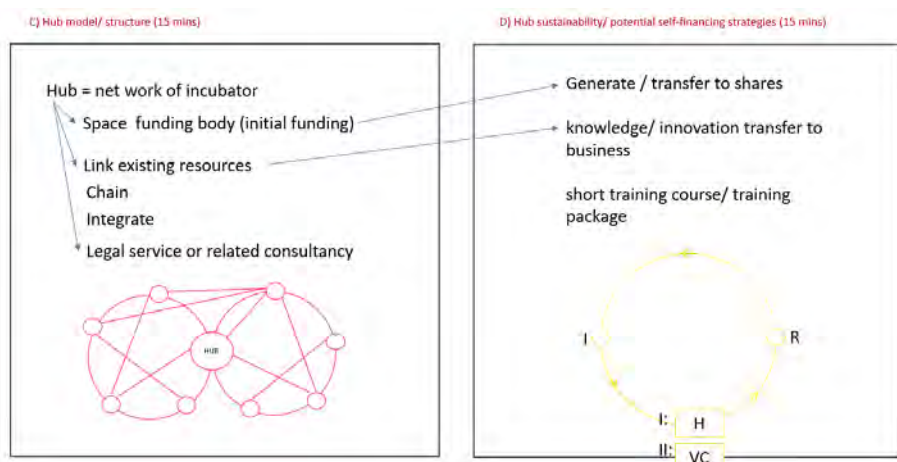 C) Hub model/ structure (15 mins)
Hub = net work of incubator
Space funding body (initial funding)
Link existing resources
Chain
Integrate
Legal service or related consultancy
HUB
D) Hub sustainability/ potential self-financing strategies (15 mins)
Generate / transfer to shares
knowledge/ innovation transfer to
business
short training course/ training
package
I
R
I: H
II: VC